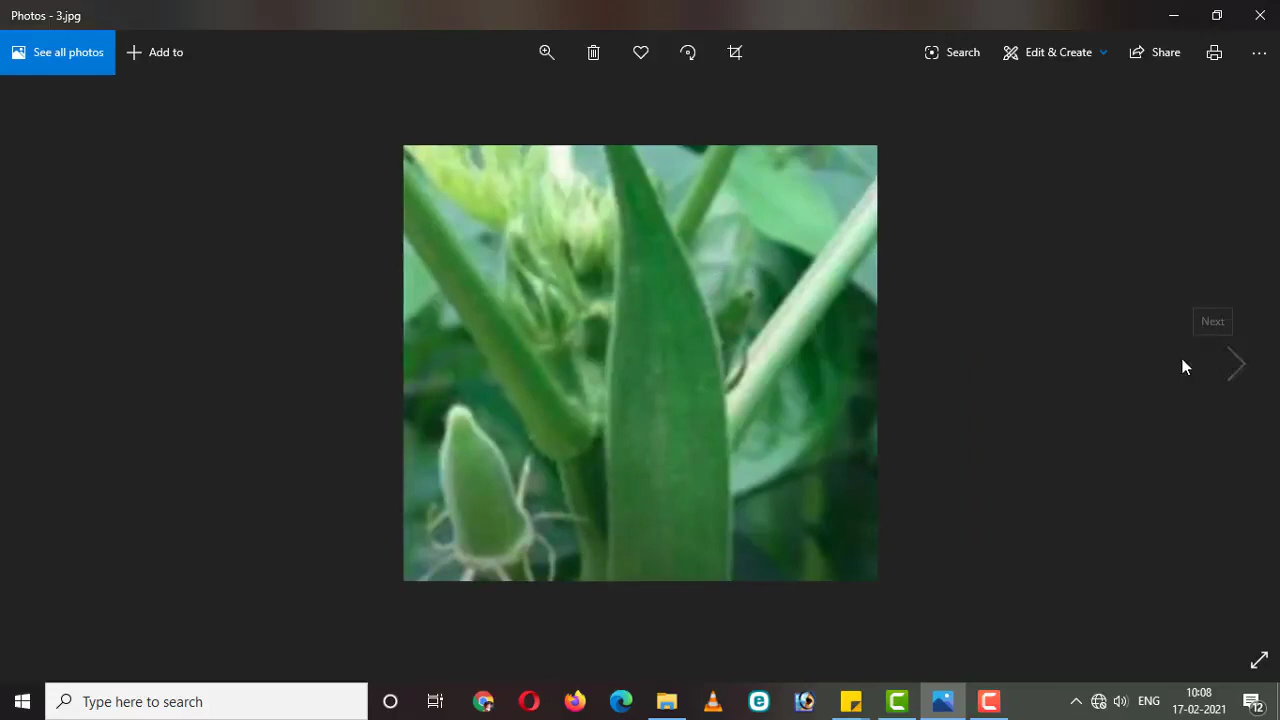 Photos - 3.jpg
See all photos
Add to
Search
Edit & Create
Share
Next
Type here to search
ENG
10:08
17-02-2021
12